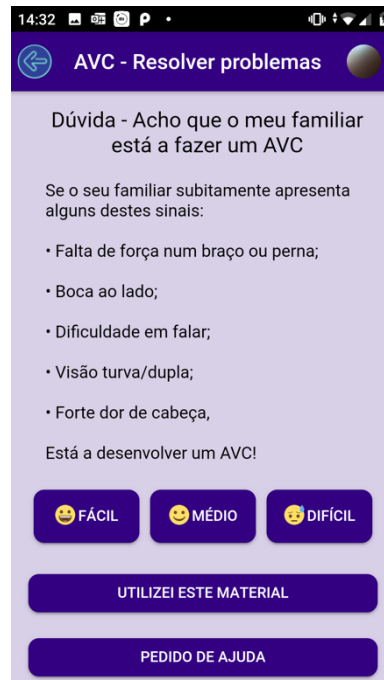 14:32
AVC - Resolver problemas
Dúvida - Acho que o meu familiar
está a fazer um AVC
Se o seu familiar subitamente apresenta
alguns destes sinais:
• Falta de força num braço ou perna;
• Boca ao lado;
• Dificuldade em falar;
• Visão turva/dupla;
• Forte dor de cabeça,
Está a desenvolver um AVC!
FÁCIL MÉDIO DIFÍCIL
UTILIZEI ESTE MATERIAL
PEDIDO DE AJUDA